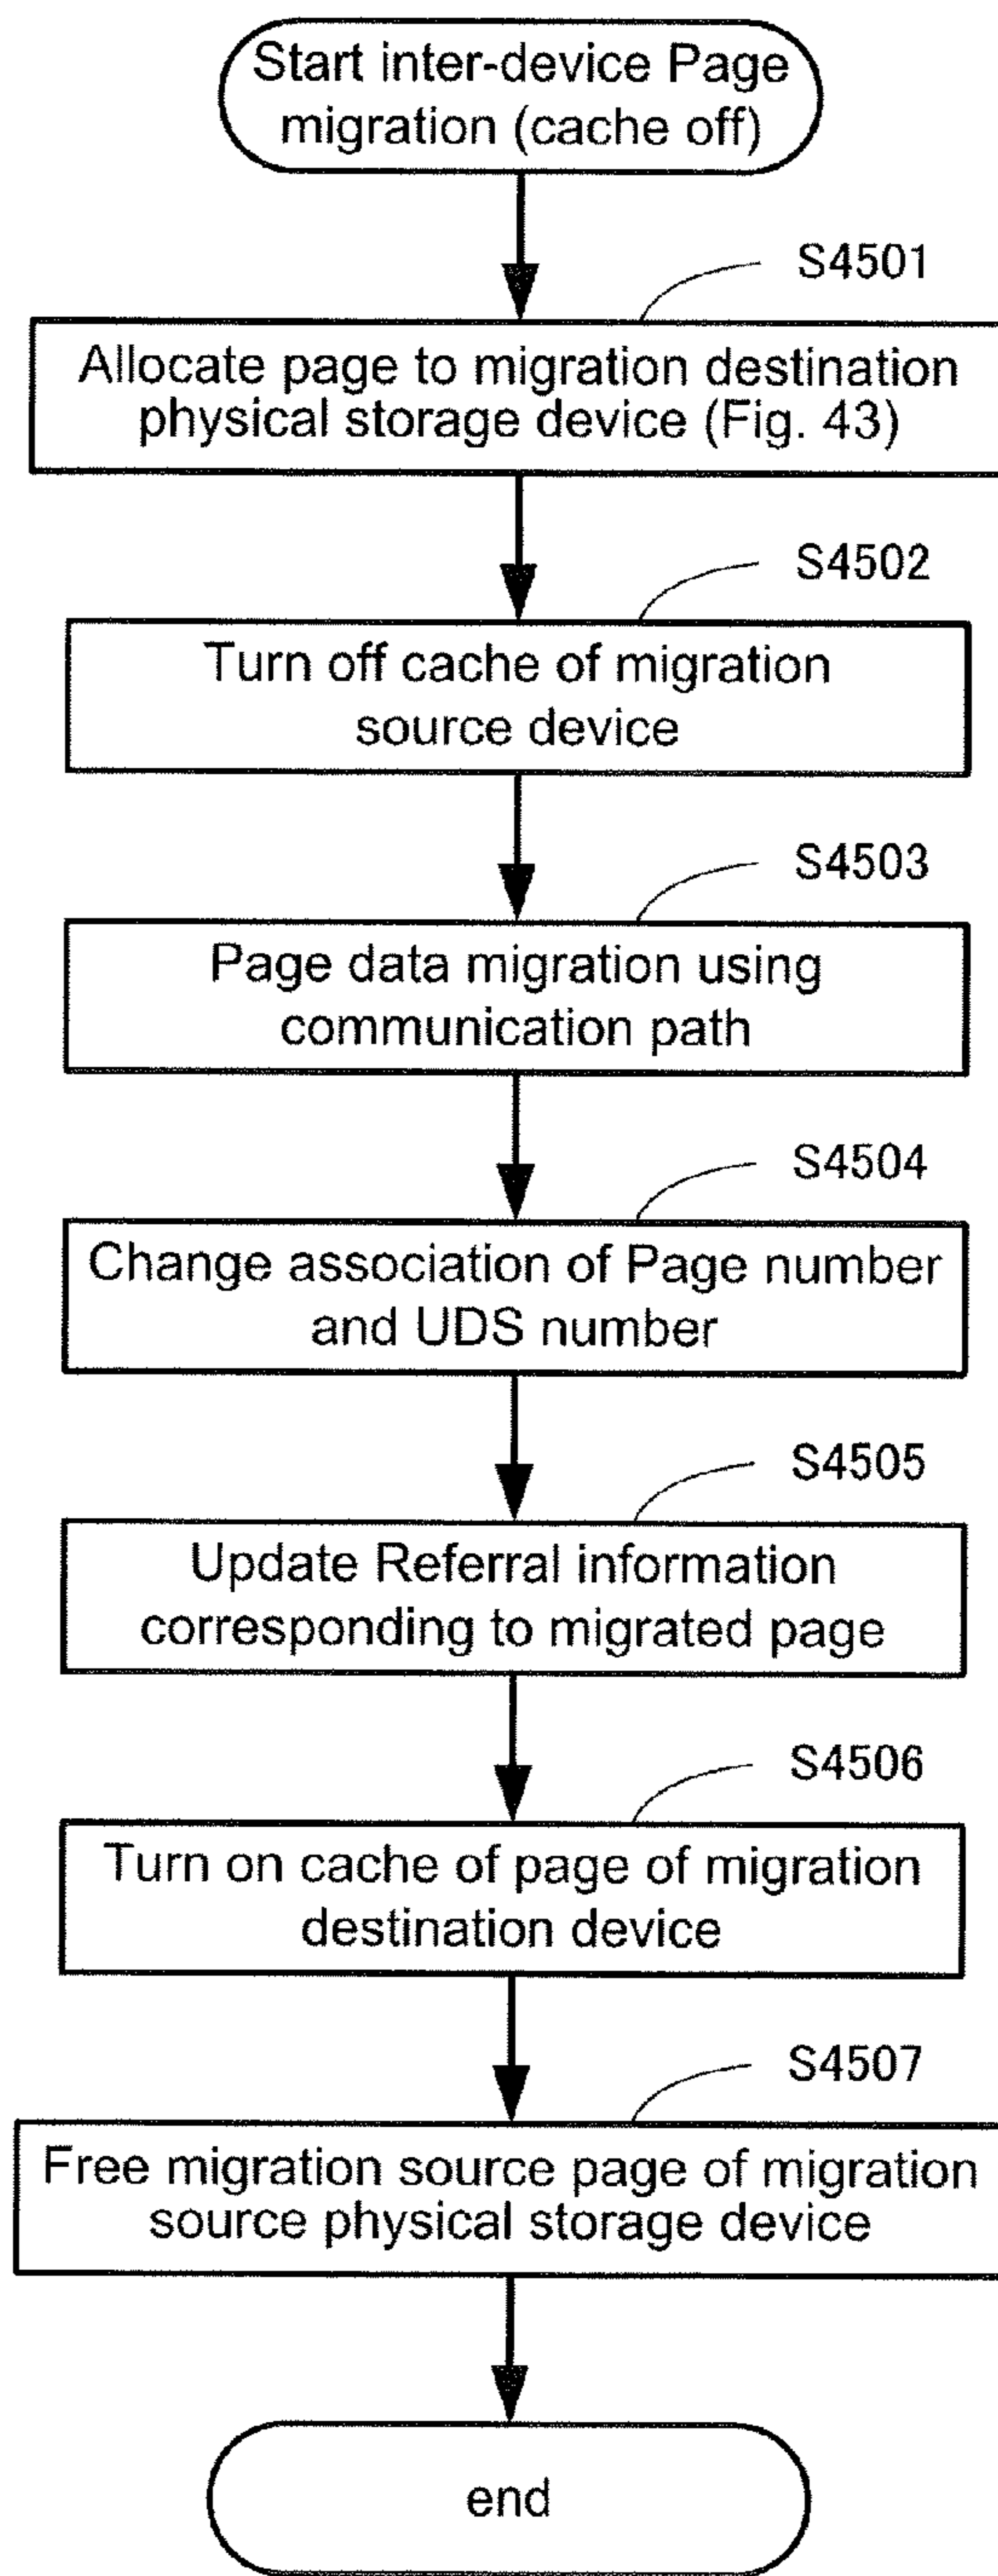 Start inter-device Page
migration (cache off)
S4501
Allocate page to migration destination
physical storage device (Fig. 43)
S4502
Turn off cache of migration
source device
S4503
Page data migration using
communication path
S4504
Change association of Page number
and UDS number
S4505
Update Referral information
corresponding to migrated page
S4506
Turn on cache of page of migration
destination device
S4507
Free migration source page of migration
source physical storage device
end